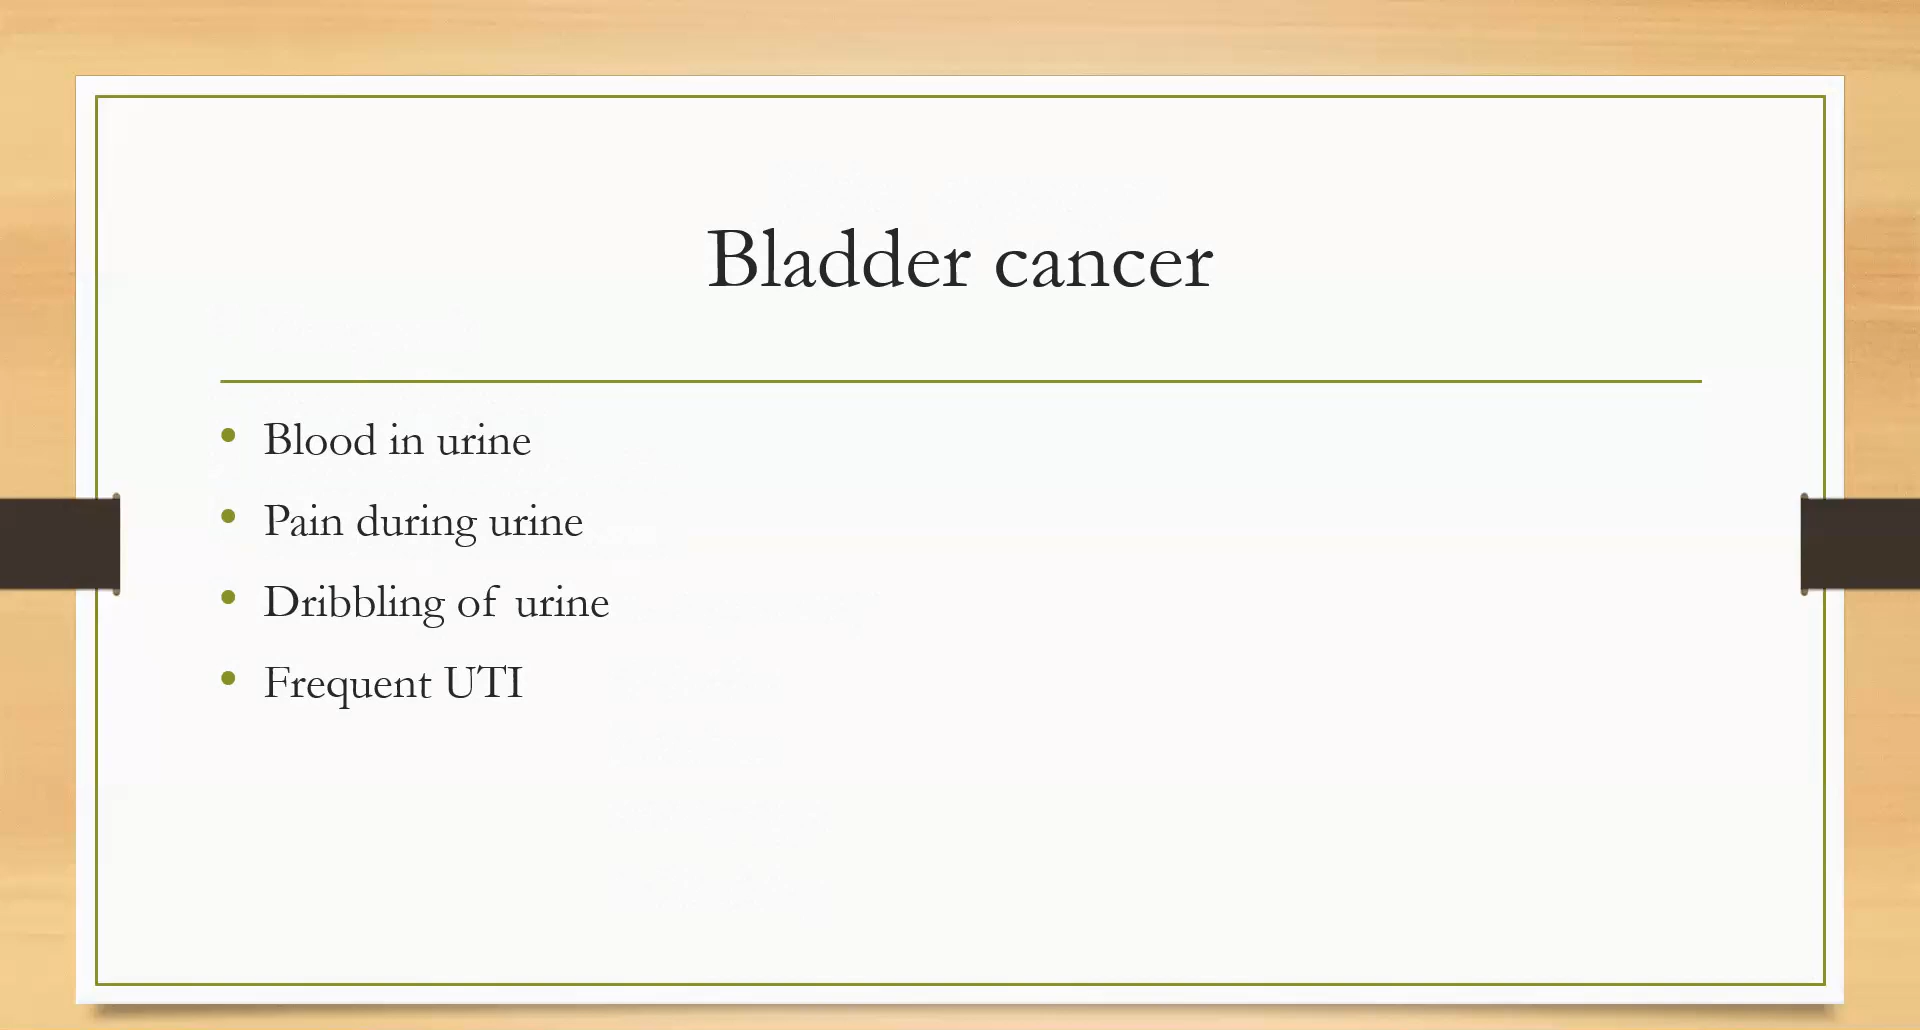 Bladder cancer
• Blood in urine
• Pain during urine
• Dribbling of urine
• Frequent UTI